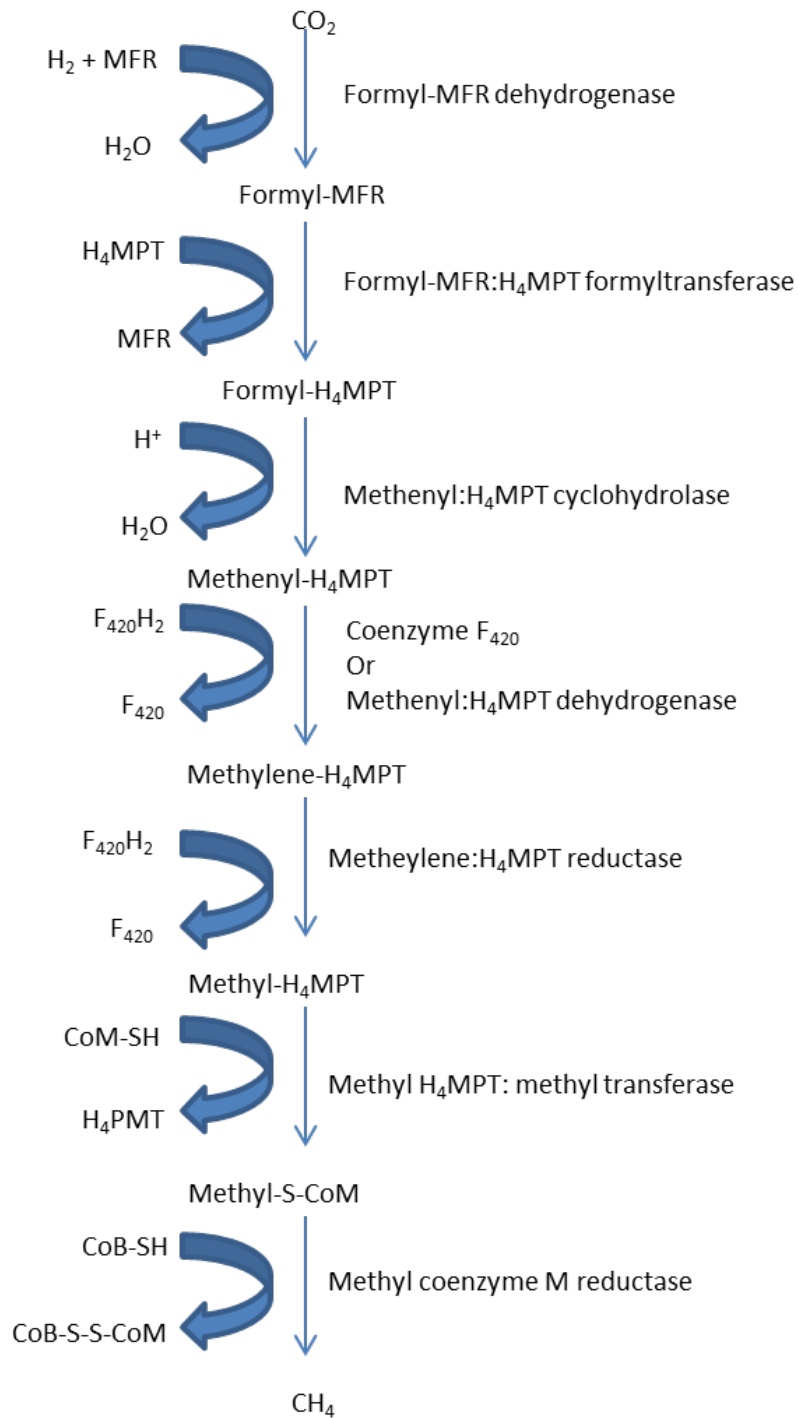 CO₂
H₂ + MFR
Formyl-MFR dehydrogenase
H₂O
Formyl-MFR
H₄MPT
Formyl-MFR:H₄MPT formyltransferase
MFR
Formyl-H₄MPT
H⁺
Methenyl:H₄MPT cyclohydrolase
H₂O
Methenyl-H₄MPT
F₄₂₀H₂
Coenzyme F₄₂₀
Or
Methenyl:H₄MPT dehydrogenase
F₄₂₀
Methylene-H₄MPT
F₄₂₀H₂
Metheylene:H₄MPT reductase
F₄₂₀
Methyl-H₄MPT
CoM-SH
Methyl H₄MPT: methyl transferase
H₄PMT
Methyl-S-CoM
CoB-SH
Methyl coenzyme M reductase
CoB-S-S-CoM
CH₄